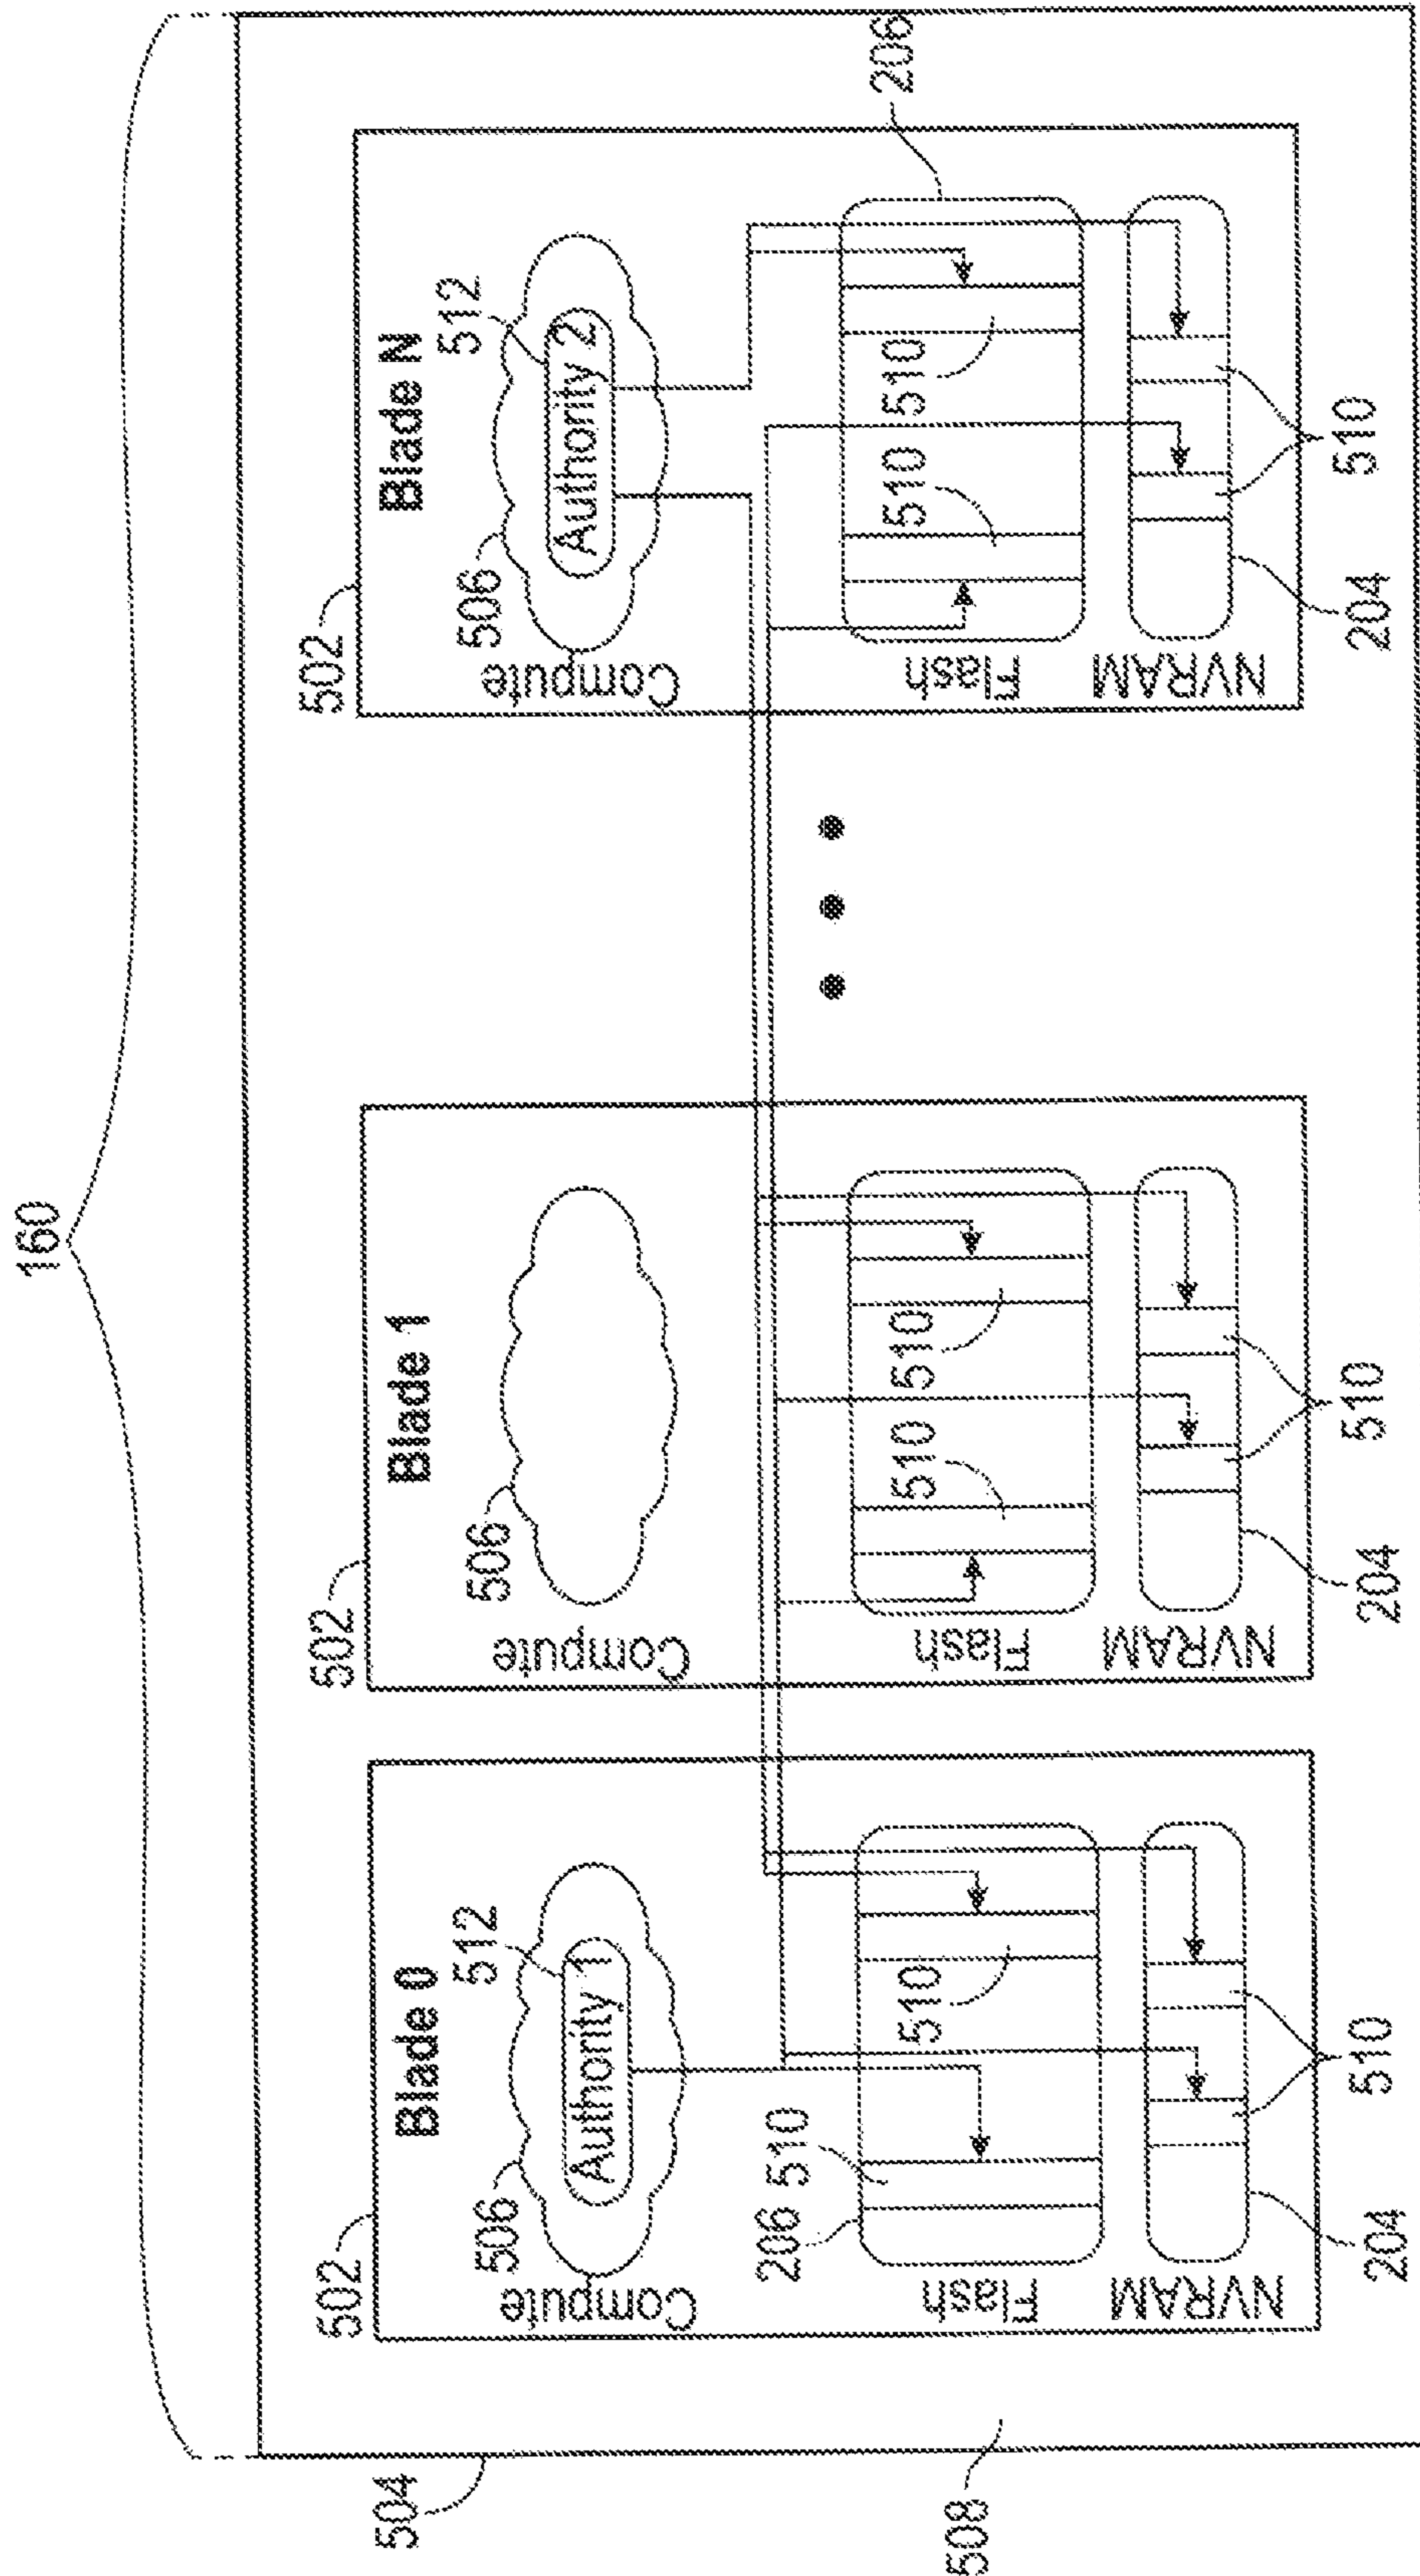 160
504
508
502
Blade 0
506
512
Authority 1
Compute
206
510
510
Flash
NVRAM
204
510
502
Blade 1
506
Compute
510
510
Flash
NVRAM
204
510
502
Blade N
506
512
Authority 2
Compute
206
510
510
Flash
NVRAM
204
510